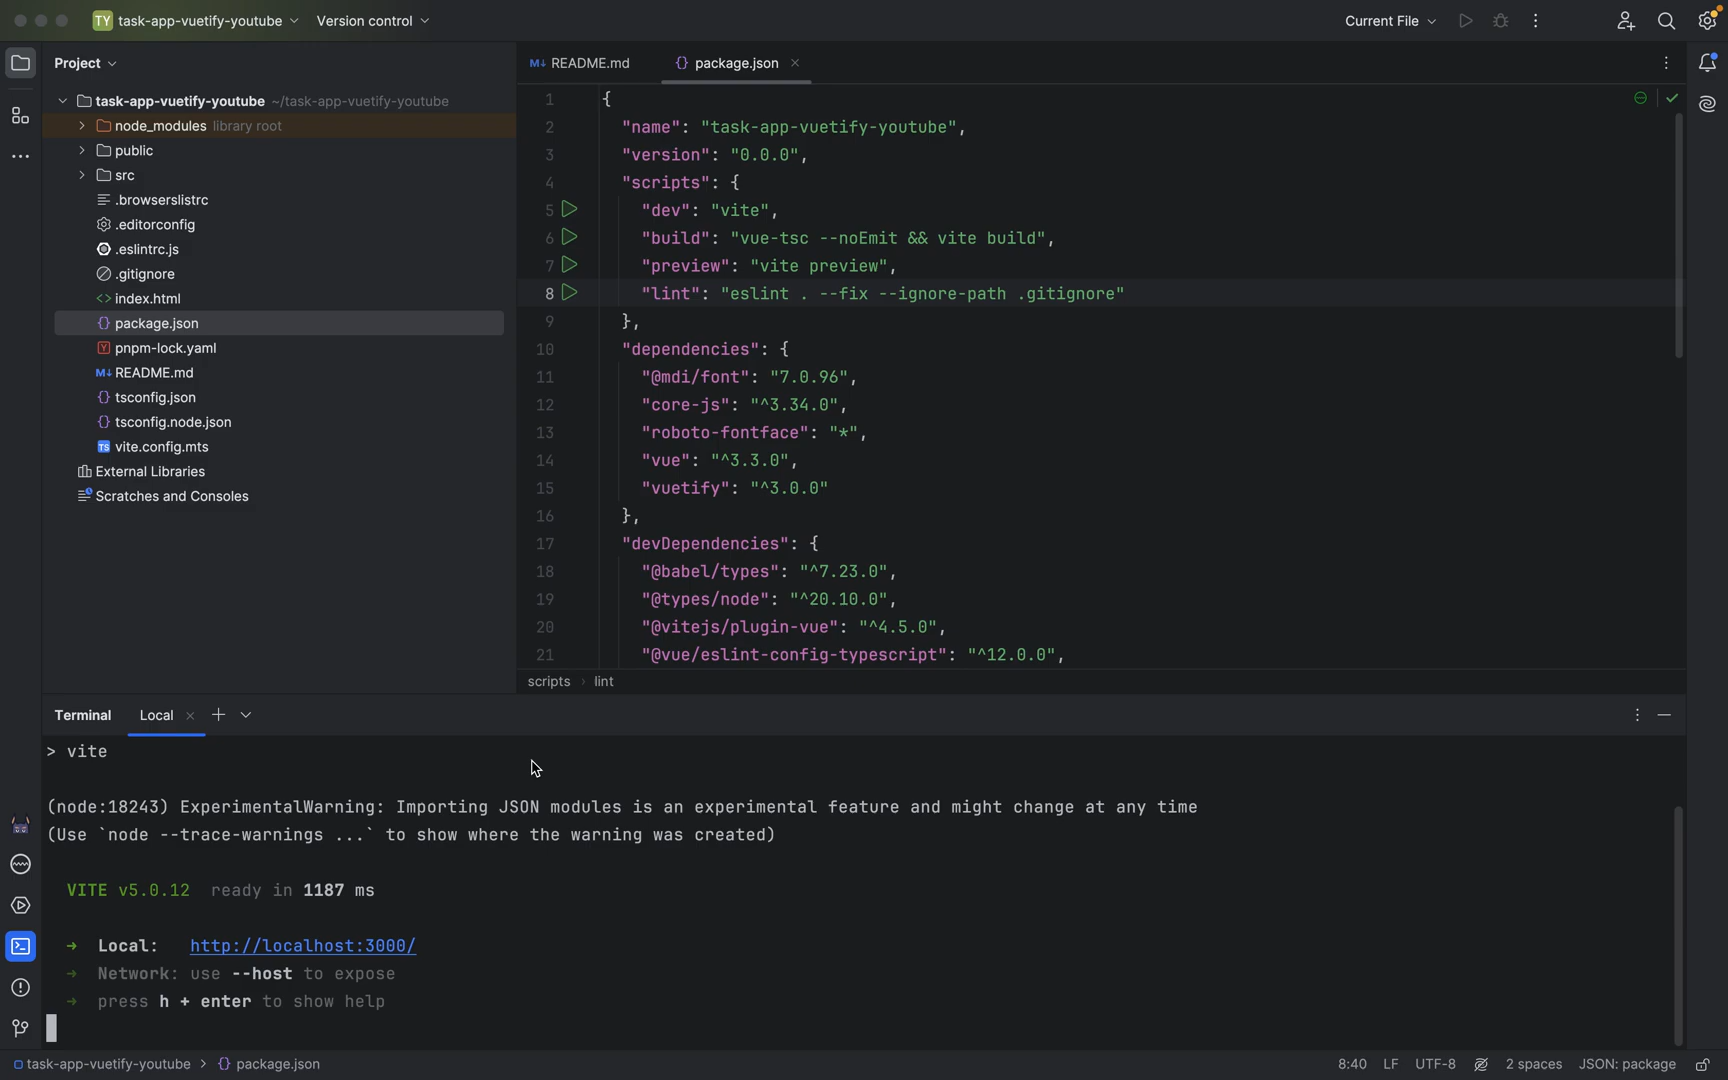 TY task-app-vuetify-youtube Version control Current File
Project
task-app-vuetify-youtube ~/task-app-vuetify-youtube
node_modules library root
public
src
.browserslistrc
.editorconfig
.eslintrc.js
.gitignore
<> index.html
{} package.json
Y pnpm-lock.yaml
M↓ README.md
{} tsconfig.json
{} tsconfig.node.json
TS vite.config.mts
External Libraries
Scratches and Consoles
M↓ README.md {} package.json
1 {
2 "name": "task-app-vuetify-youtube",
3 "version": "0.0.0",
4 "scripts": {
5 "dev": "vite",
6 "build": "vue-tsc --noEmit && vite build",
7 "preview": "vite preview",
8 "lint": "eslint . --fix --ignore-path .gitignore"
9 },
10 "dependencies": {
11 "@mdi/font": "7.0.96",
12 "core-js": "^3.34.0",
13 "roboto-fontface": "*",
14 "vue": "^3.3.0",
15 "vuetify": "^3.0.0"
16 },
17 "devDependencies": {
18 "@babel/types": "^7.23.0",
19 "@types/node": "^20.10.0",
20 "@vitejs/plugin-vue": "^4.5.0",
21 "@vue/eslint-config-typescript": "^12.0.0",
scripts › lint
Terminal Local
> vite
(node:18243) ExperimentalWarning: Importing JSON modules is an experimental feature and might change at any time
(Use `node --trace-warnings ...` to show where the warning was created)
VITE v5.0.12 ready in 1187 ms
➜ Local: http://localhost:3000/
➜ Network: use --host to expose
➜ press h + enter to show help
task-app-vuetify-youtube › {} package.json 8:40 LF UTF-8 2 spaces JSON: package